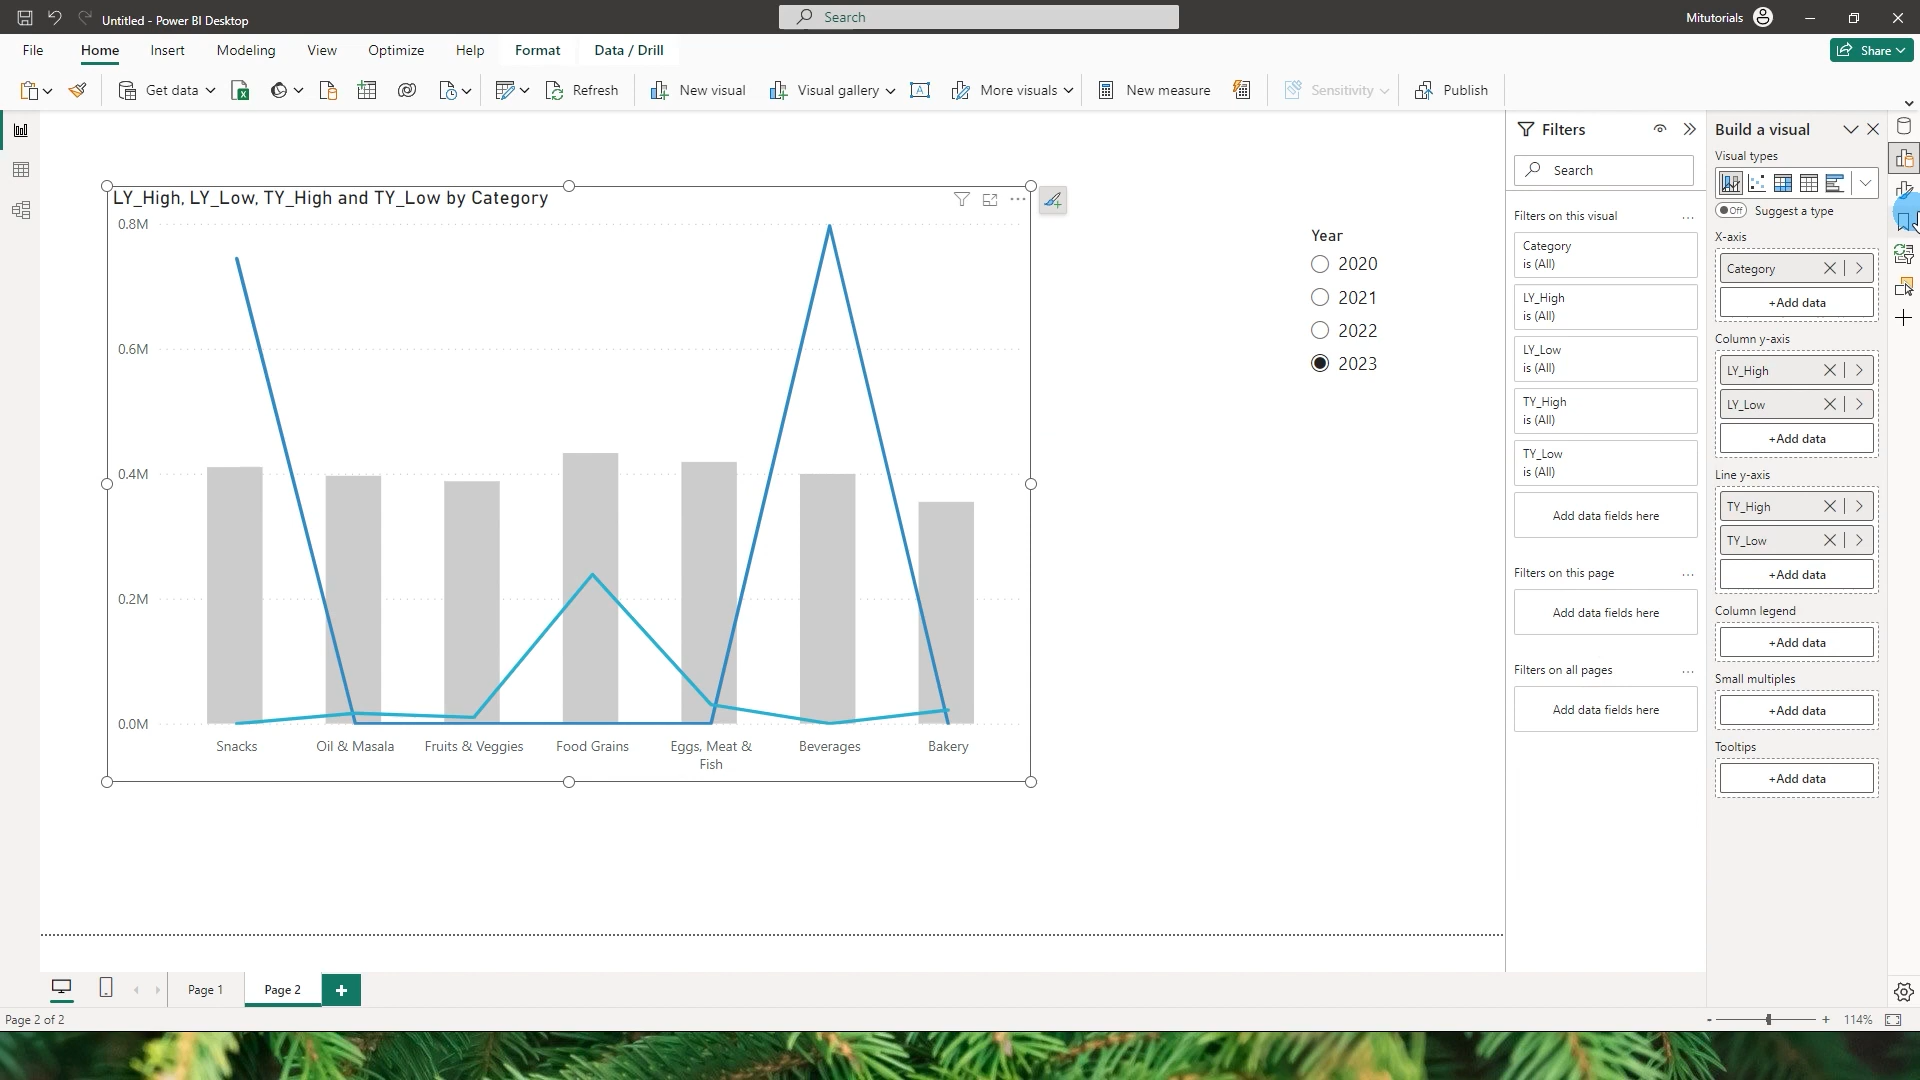 Untitled - Power BI Desktop
Search
Mitutorials
File
Home
Insert
Modeling
View
Optimize
Help
Format
Data / Drill
Share
Get data
Refresh
New visual
Visual gallery
More visuals
New measure
Sensitivity
Publish
LY_High, LY_Low, TY_High and TY_Low by Category
0.8M
0.6M
0.4M
0.2M
0.0M
Snacks
Oil & Masala
Fruits & Veggies
Food Grains
Eggs, Meat &
Fish
Beverages
Bakery
Year
2020
2021
2022
2023
Filters
Search
Filters on this visual
Category
is (All)
LY_High
is (All)
LY_Low
is (All)
TY_High
is (All)
TY_Low
is (All)
Add data fields here
Filters on this page
Add data fields here
Filters on all pages
Add data fields here
Build a visual
Visual types
Off
Suggest a type
X-axis
Category
+Add data
Column y-axis
LY_High
LY_Low
+Add data
Line y-axis
TY_High
TY_Low
+Add data
Column legend
+Add data
Small multiples
+Add data
Tooltips
+Add data
Page 1
Page 2
Page 2 of 2
114%